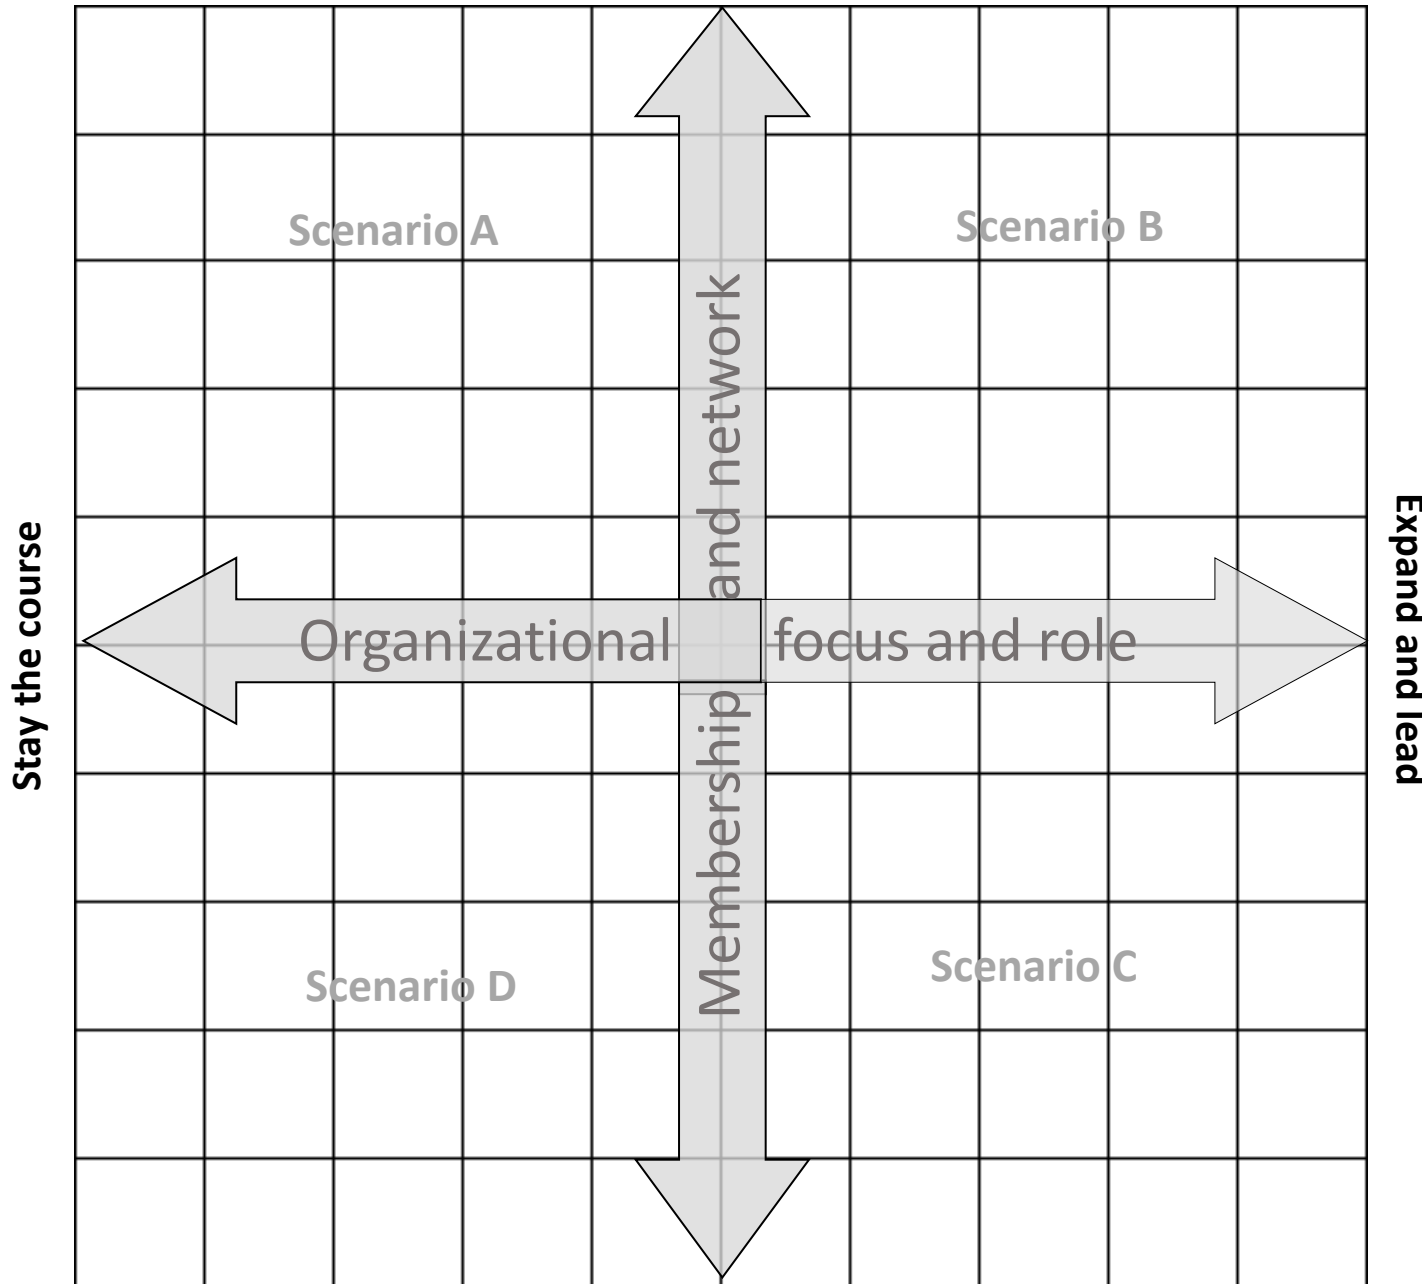 Scenario A
Scenario B
Membership and network
Stay the course
Organizational focus and role
Expand and lead
Scenario D
Scenario C